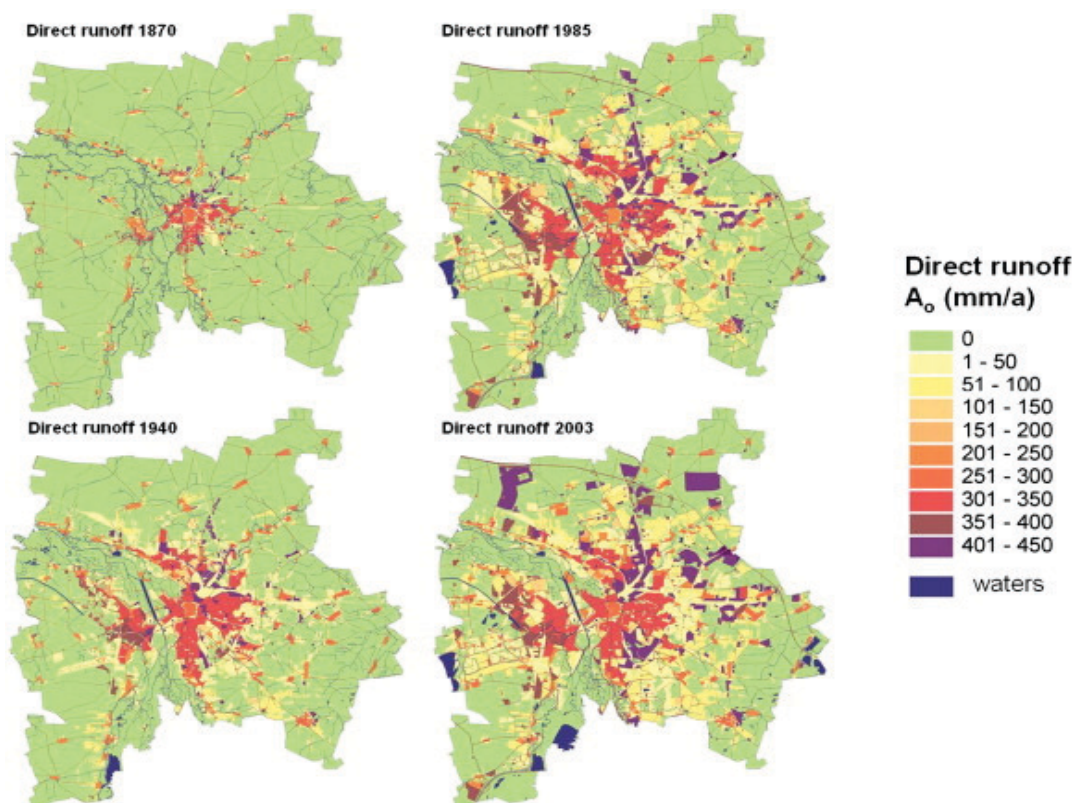 Direct runoff 1870
Direct runoff 1985
Direct runoff 1940
Direct runoff 2003
Direct runoff
Ao (mm/a)
0
1 - 50
51 - 100
101 - 150
151 - 200
201 - 250
251 - 300
301 - 350
351 - 400
401 - 450
waters